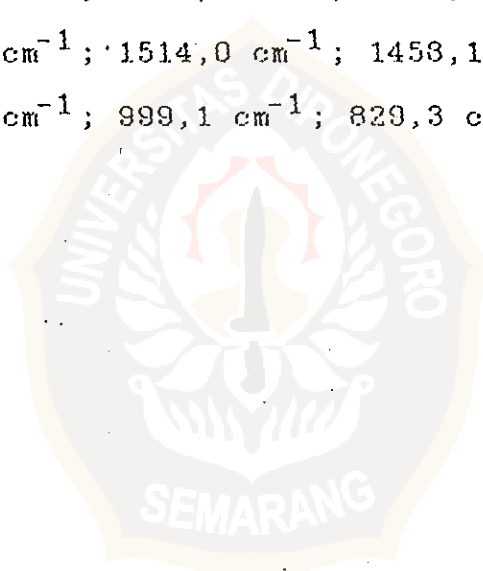 cm⁻¹; 1514,0 cm⁻¹; 1458,1
cm⁻¹; 999,1 cm⁻¹; 829,3 c
UNIVERSITAS DIPONEGORO
SEMARANG